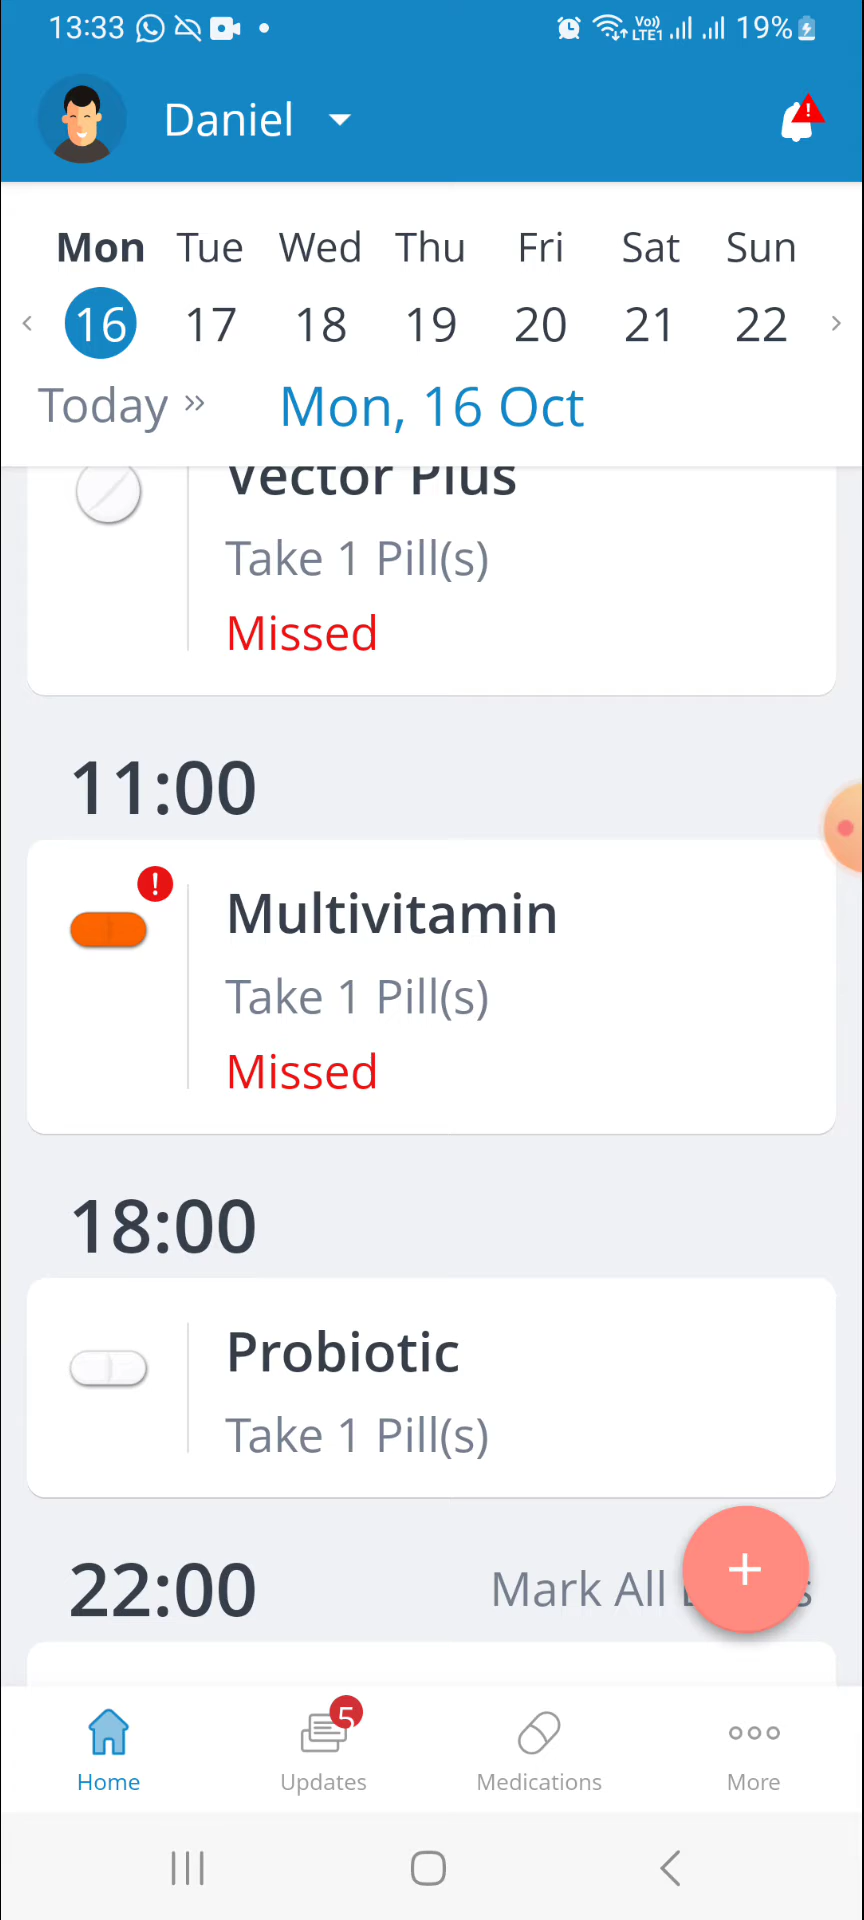 13:33 Vo)) LTE1 19%
Daniel
Mon Tue Wed Thu Fri Sat Sun
16 17 18 19 20 21 22
Today Mon, 16 Oct
Vector Plus
Take 1 Pill(s)
Missed
11:00
Multivitamin
Take 1 Pill(s)
Missed
18:00
Probiotic
Take 1 Pill(s)
22:00 Mark All
5
Home Updates Medications More